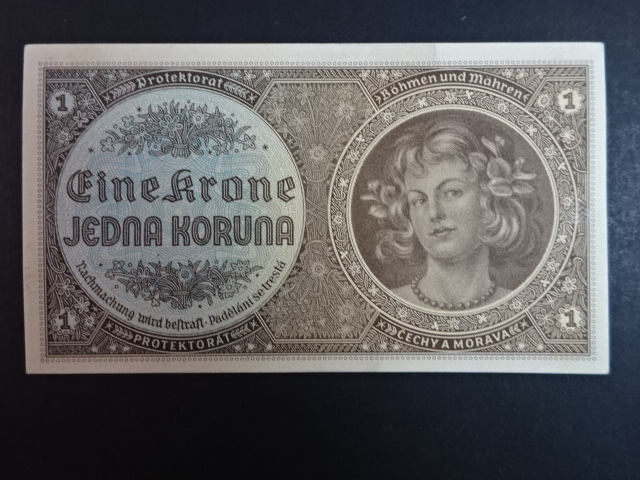 Protektorat
Böhmen und Mähren
1
1
Eine Krone
JEDNA KORUNA
Nachmachung wird bestraft · Padělání se trestá
1
1
PROTEKTORÁT
ČECHY A MORAVA